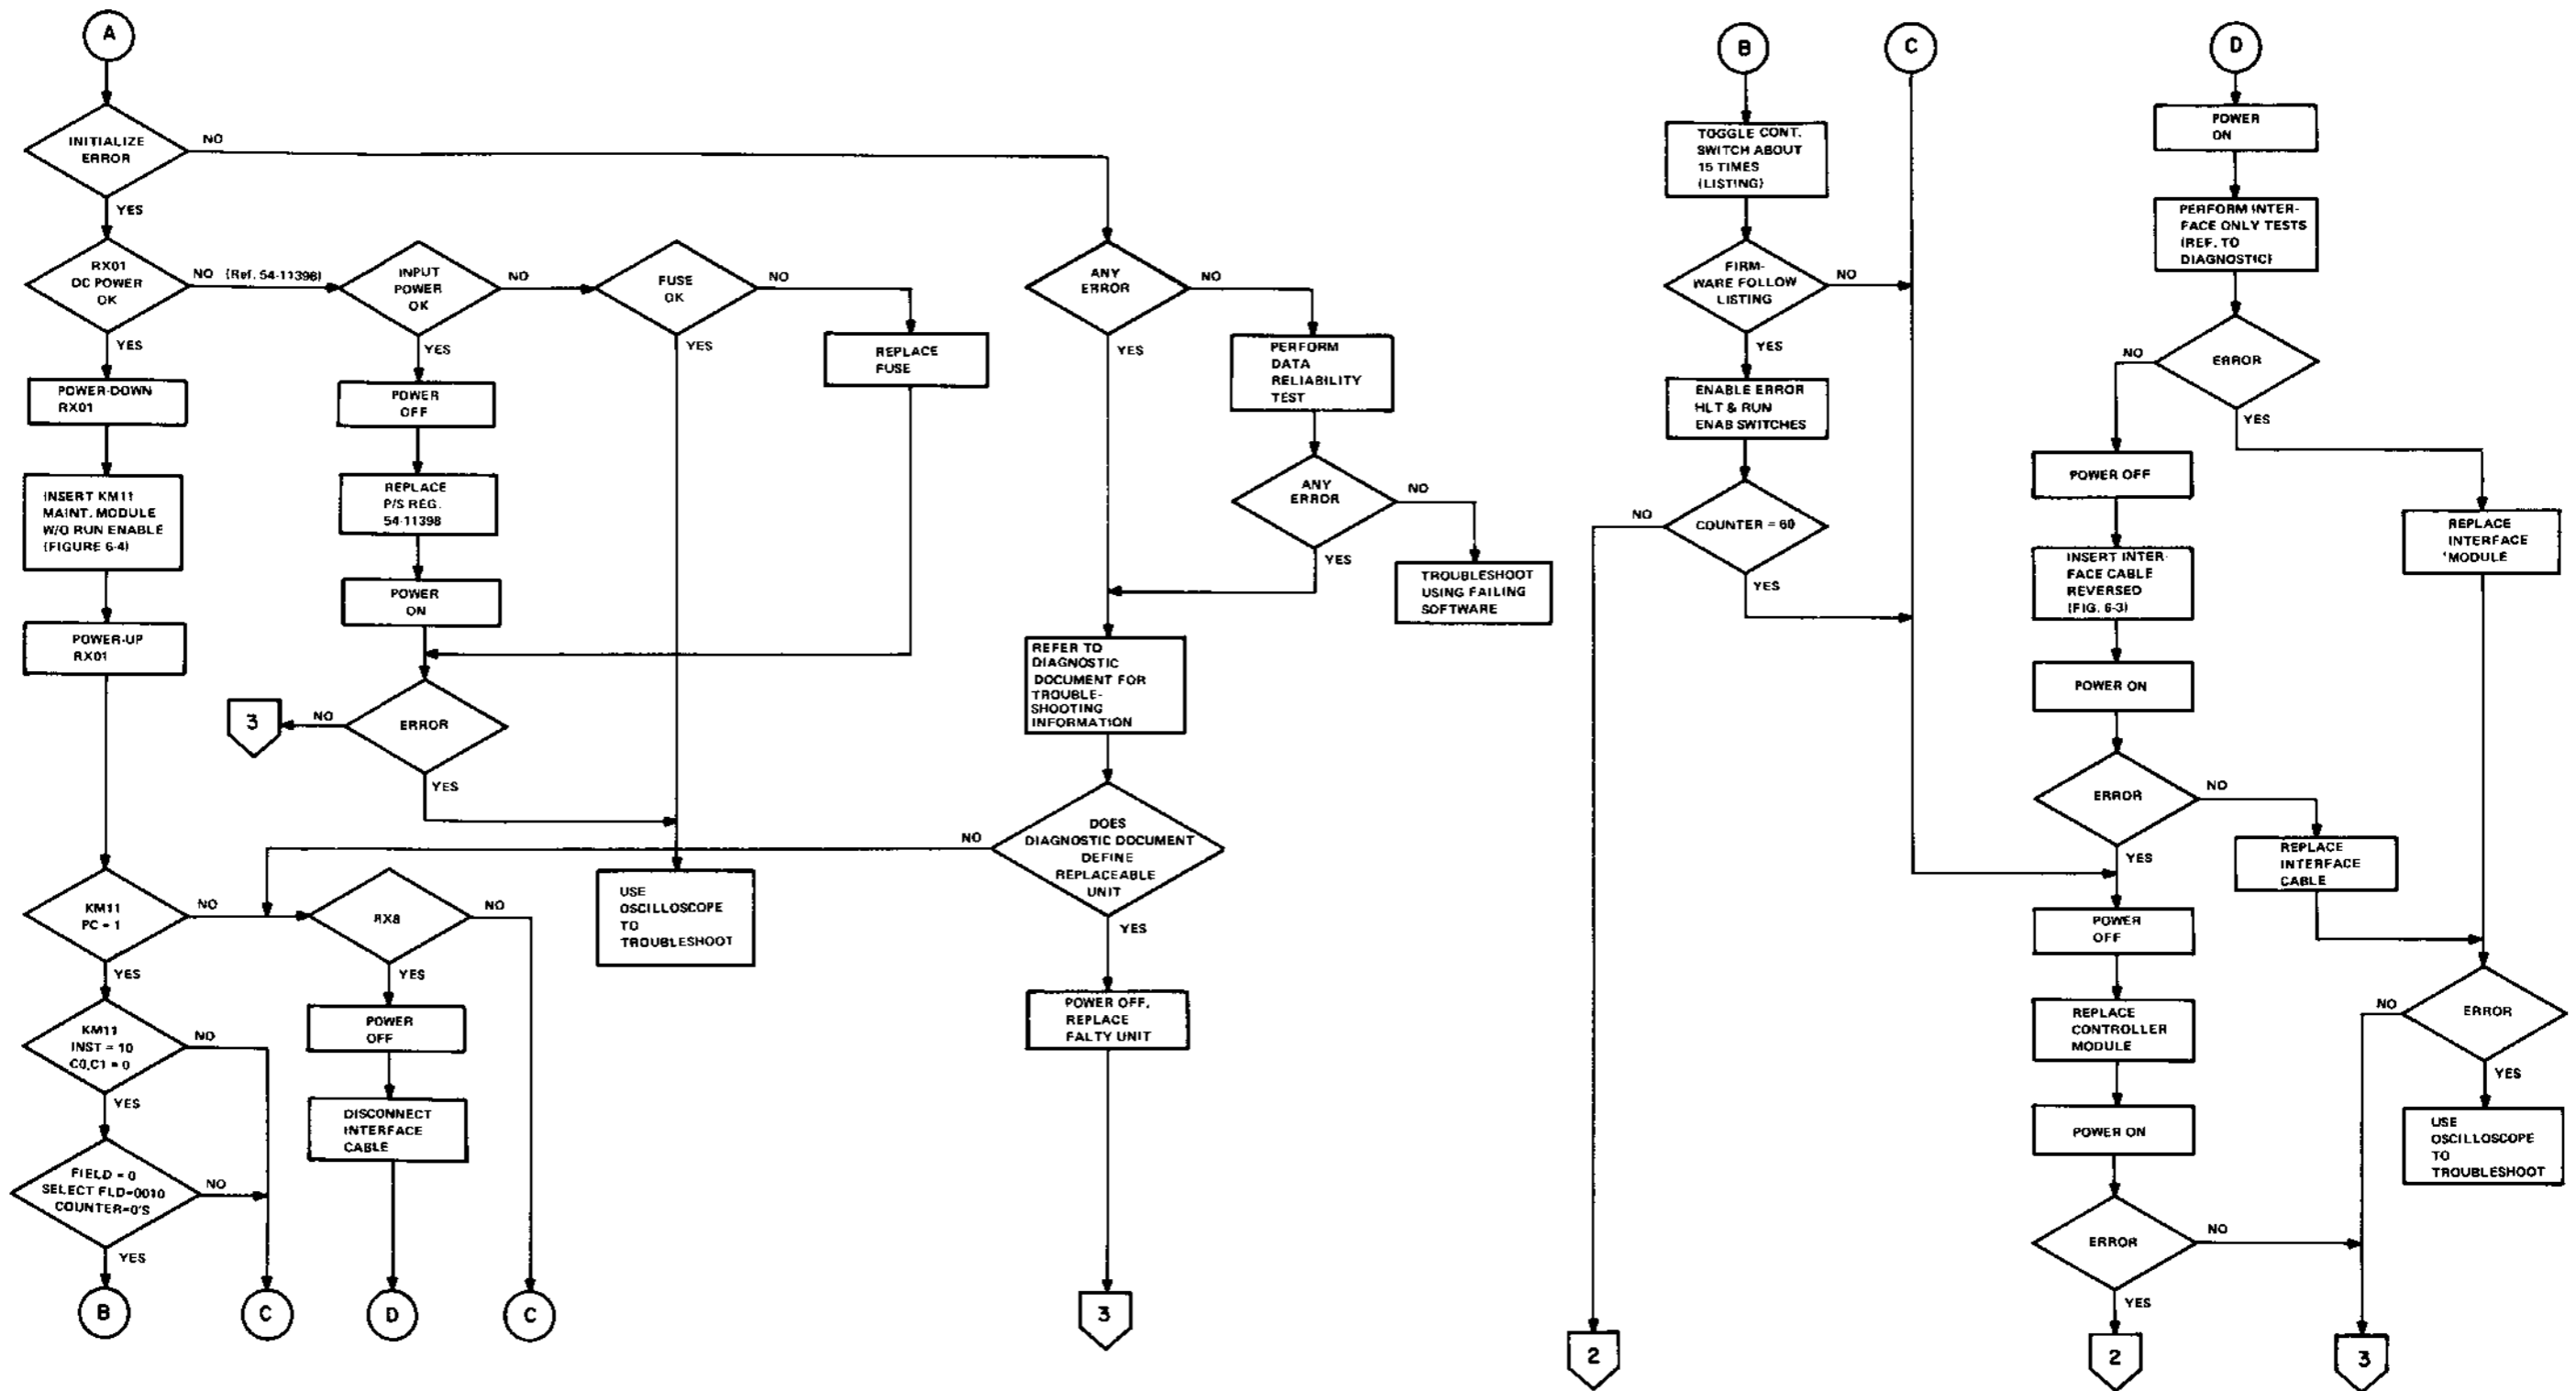 A
INITIALIZE
ERROR
NO
YES
RX01
DC POWER
OK
NO (Ref. 54-11398)
YES
POWER-DOWN
RX01
INSERT KM11
MAINT. MODULE
W/O RUN ENABLE
(FIGURE 6-4)
POWER-UP
RX01
KM11
PC = 1
NO
YES
KM11
INST = 10
C0,C1 = 0
NO
YES
FIELD = 0
SELECT FLD=0010
COUNTER=0'S
NO
YES
B
C
INPUT
POWER
OK
NO
YES
POWER
OFF
REPLACE
P/S REG.
54-11398
POWER
ON
ERROR
NO
3
YES
FUSE
OK
NO
YES
REPLACE
FUSE
USE
OSCILLOSCOPE
TO
TROUBLESHOOT
RX8
NO
YES
POWER
OFF
DISCONNECT
INTERFACE
CABLE
D
C
ANY
ERROR
NO
YES
PERFORM
DATA
RELIABILITY
TEST
ANY
ERROR
NO
YES
TROUBLESHOOT
USING FAILING
SOFTWARE
REFER TO
DIAGNOSTIC
DOCUMENT FOR
TROUBLE-
SHOOTING
INFORMATION
DOES
DIAGNOSTIC DOCUMENT
DEFINE
REPLACEABLE
UNIT
NO
YES
POWER OFF,
REPLACE
FALTY UNIT
3
B
TOGGLE CONT.
SWITCH ABOUT
15 TIMES
(LISTING)
FIRM-
WARE FOLLOW
LISTING
NO
YES
ENABLE ERROR
HLT & RUN
ENAB SWITCHES
COUNTER = 60
NO
YES
2
C
D
POWER
ON
PERFORM INTER-
FACE ONLY TESTS
(REF. TO
DIAGNOSTIC)
ERROR
NO
YES
POWER OFF
INSERT INTER-
FACE CABLE
REVERSED
(FIG. 6-3)
POWER ON
ERROR
NO
YES
REPLACE
INTERFACE
CABLE
REPLACE
INTERFACE
MODULE
POWER
OFF
REPLACE
CONTROLLER
MODULE
POWER ON
ERROR
NO
YES
2
ERROR
NO
YES
USE
OSCILLOSCOPE
TO
TROUBLESHOOT
3